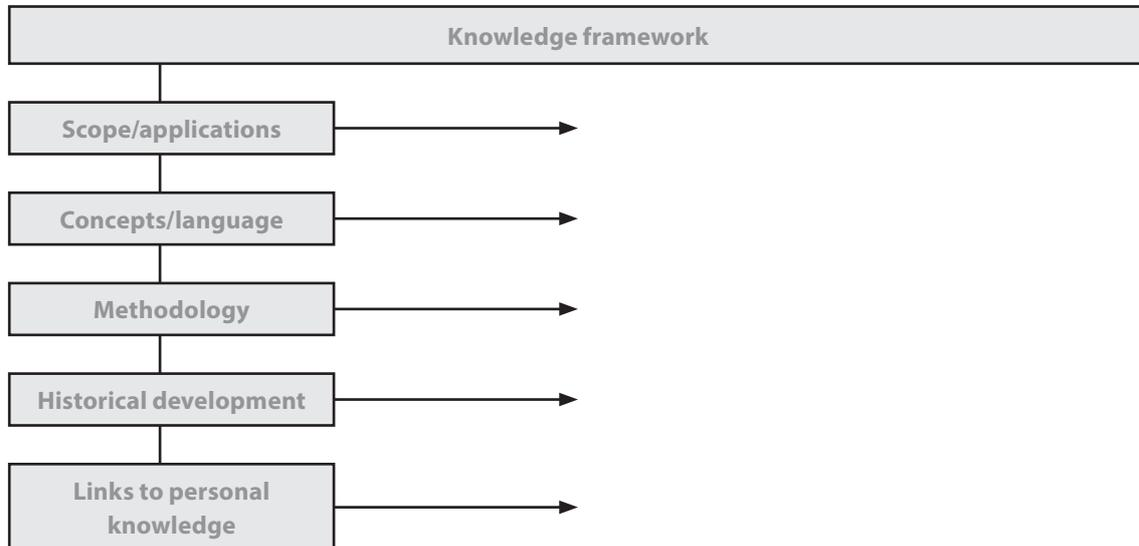 Knowledge framework
Scope/applications
Concepts/language
Methodology
Historical development
Links to personal
knowledge